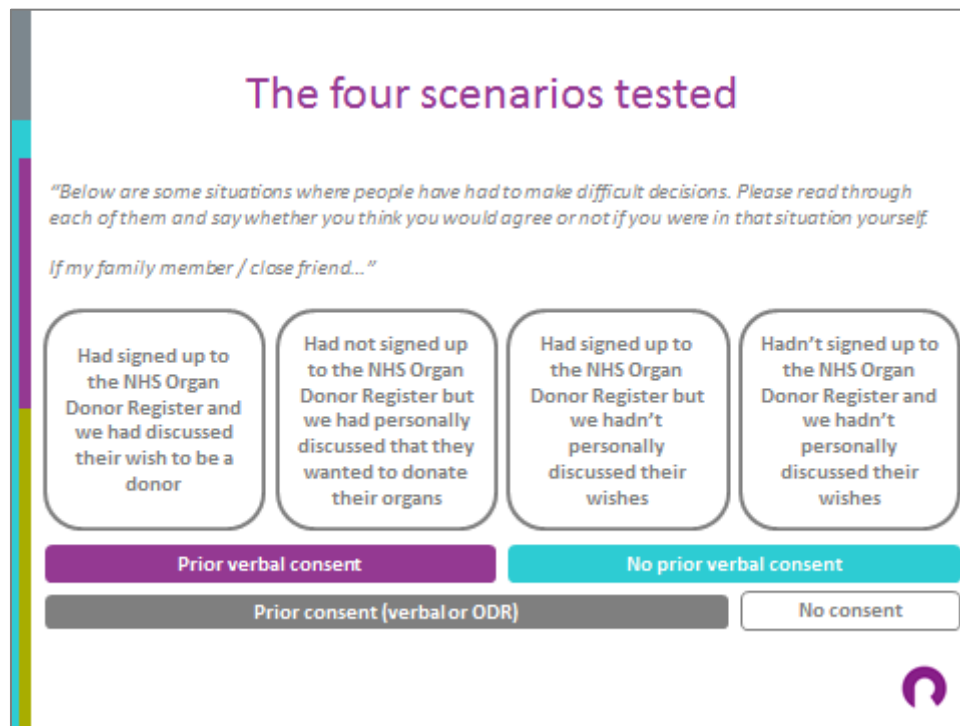 The four scenarios tested
"Below are some situations where people have had to make difficult decisions. Please read through
each of them and say whether you think you would agree or not if you were in that situation yourself.
If my family member / close friend..."
Had signed up to
the NHS Organ
Donor Register and
we had discussed
their wish to be a
donor
Had not signed up
to the NHS Organ
Donor Register but
we had personally
discussed that they
wanted to donate
their organs
Had signed up to
the NHS Organ
Donor Register but
we hadn't
personally
discussed their
wishes
Hadn't signed up to
the NHS Organ
Donor Register and
we hadn't
personally
discussed their
wishes
Prior verbal consent
No prior verbal consent
Prior consent (verbal or ODR)
No consent